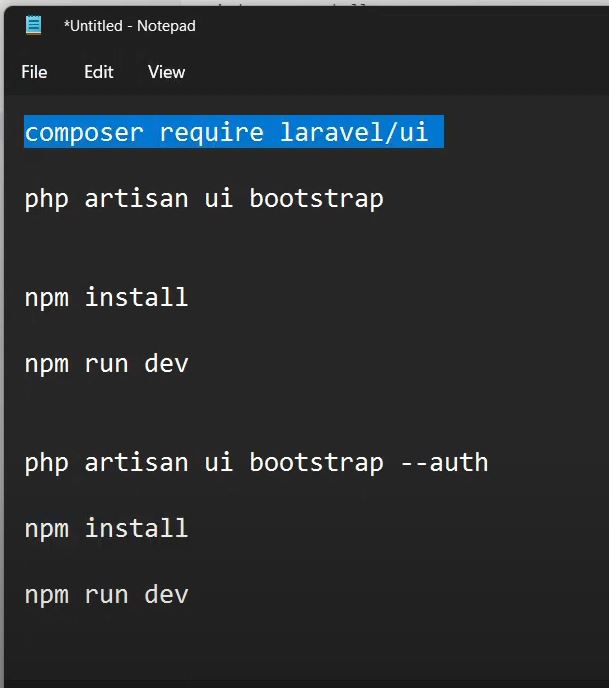 *Untitled - Notepad
File Edit View
composer require laravel/ui
php artisan ui bootstrap
npm install
npm run dev
php artisan ui bootstrap --auth
npm install
npm run dev